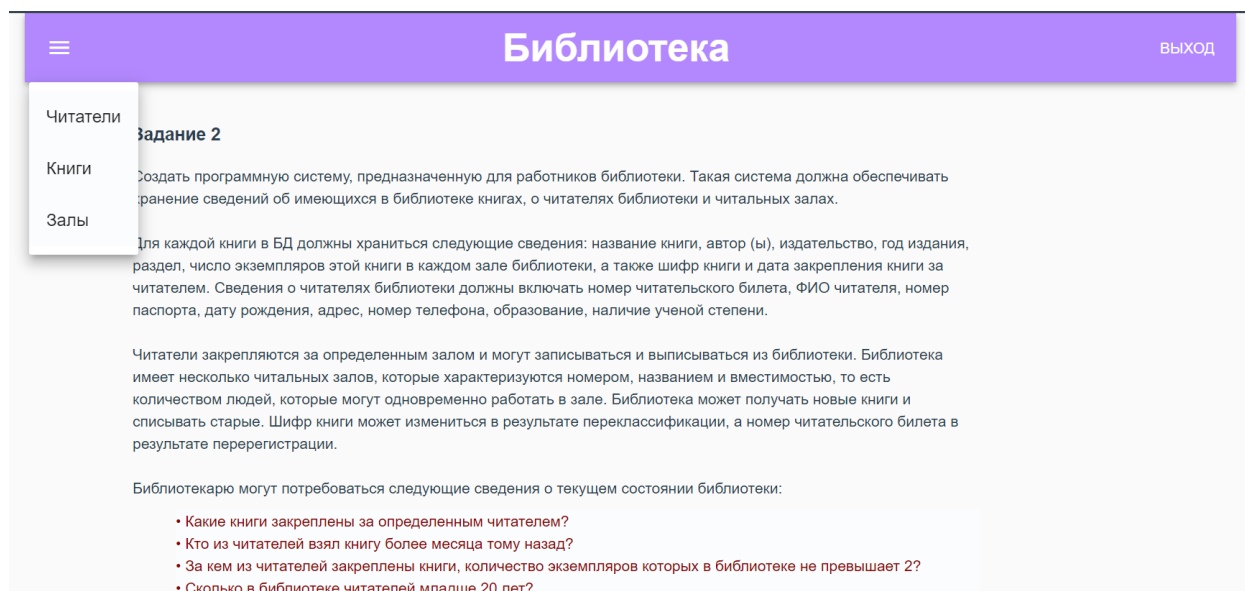 Библиотека
ВЫХОД
Читатели
Книги
Залы
Задание 2
Создать программную систему, предназначенную для работников библиотеки. Такая система должна обеспечивать
хранение сведений об имеющихся в библиотеке книгах, о читателях библиотеки и читальных залах.
Для каждой книги в БД должны храниться следующие сведения: название книги, автор (ы), издательство, год издания,
раздел, число экземпляров этой книги в каждом зале библиотеки, а также шифр книги и дата закрепления книги за
читателем. Сведения о читателях библиотеки должны включать номер читательского билета, ФИО читателя, номер
паспорта, дату рождения, адрес, номер телефона, образование, наличие ученой степени.
Читатели закрепляются за определенным залом и могут записываться и выписываться из библиотеки. Библиотека
имеет несколько читальных залов, которые характеризуются номером, названием и вместимостью, то есть
количеством людей, которые могут одновременно работать в зале. Библиотека может получать новые книги и
списывать старые. Шифр книги может измениться в результате переклассификации, а номер читательского билета в
результате перерегистрации.
Библиотекарю могут потребоваться следующие сведения о текущем состоянии библиотеки:
• Какие книги закреплены за определенным читателем?
• Кто из читателей взял книгу более месяца тому назад?
• За кем из читателей закреплены книги, количество экземпляров которых в библиотеке не превышает 2?
• Сколько в библиотеке читателей младше 20 лет?